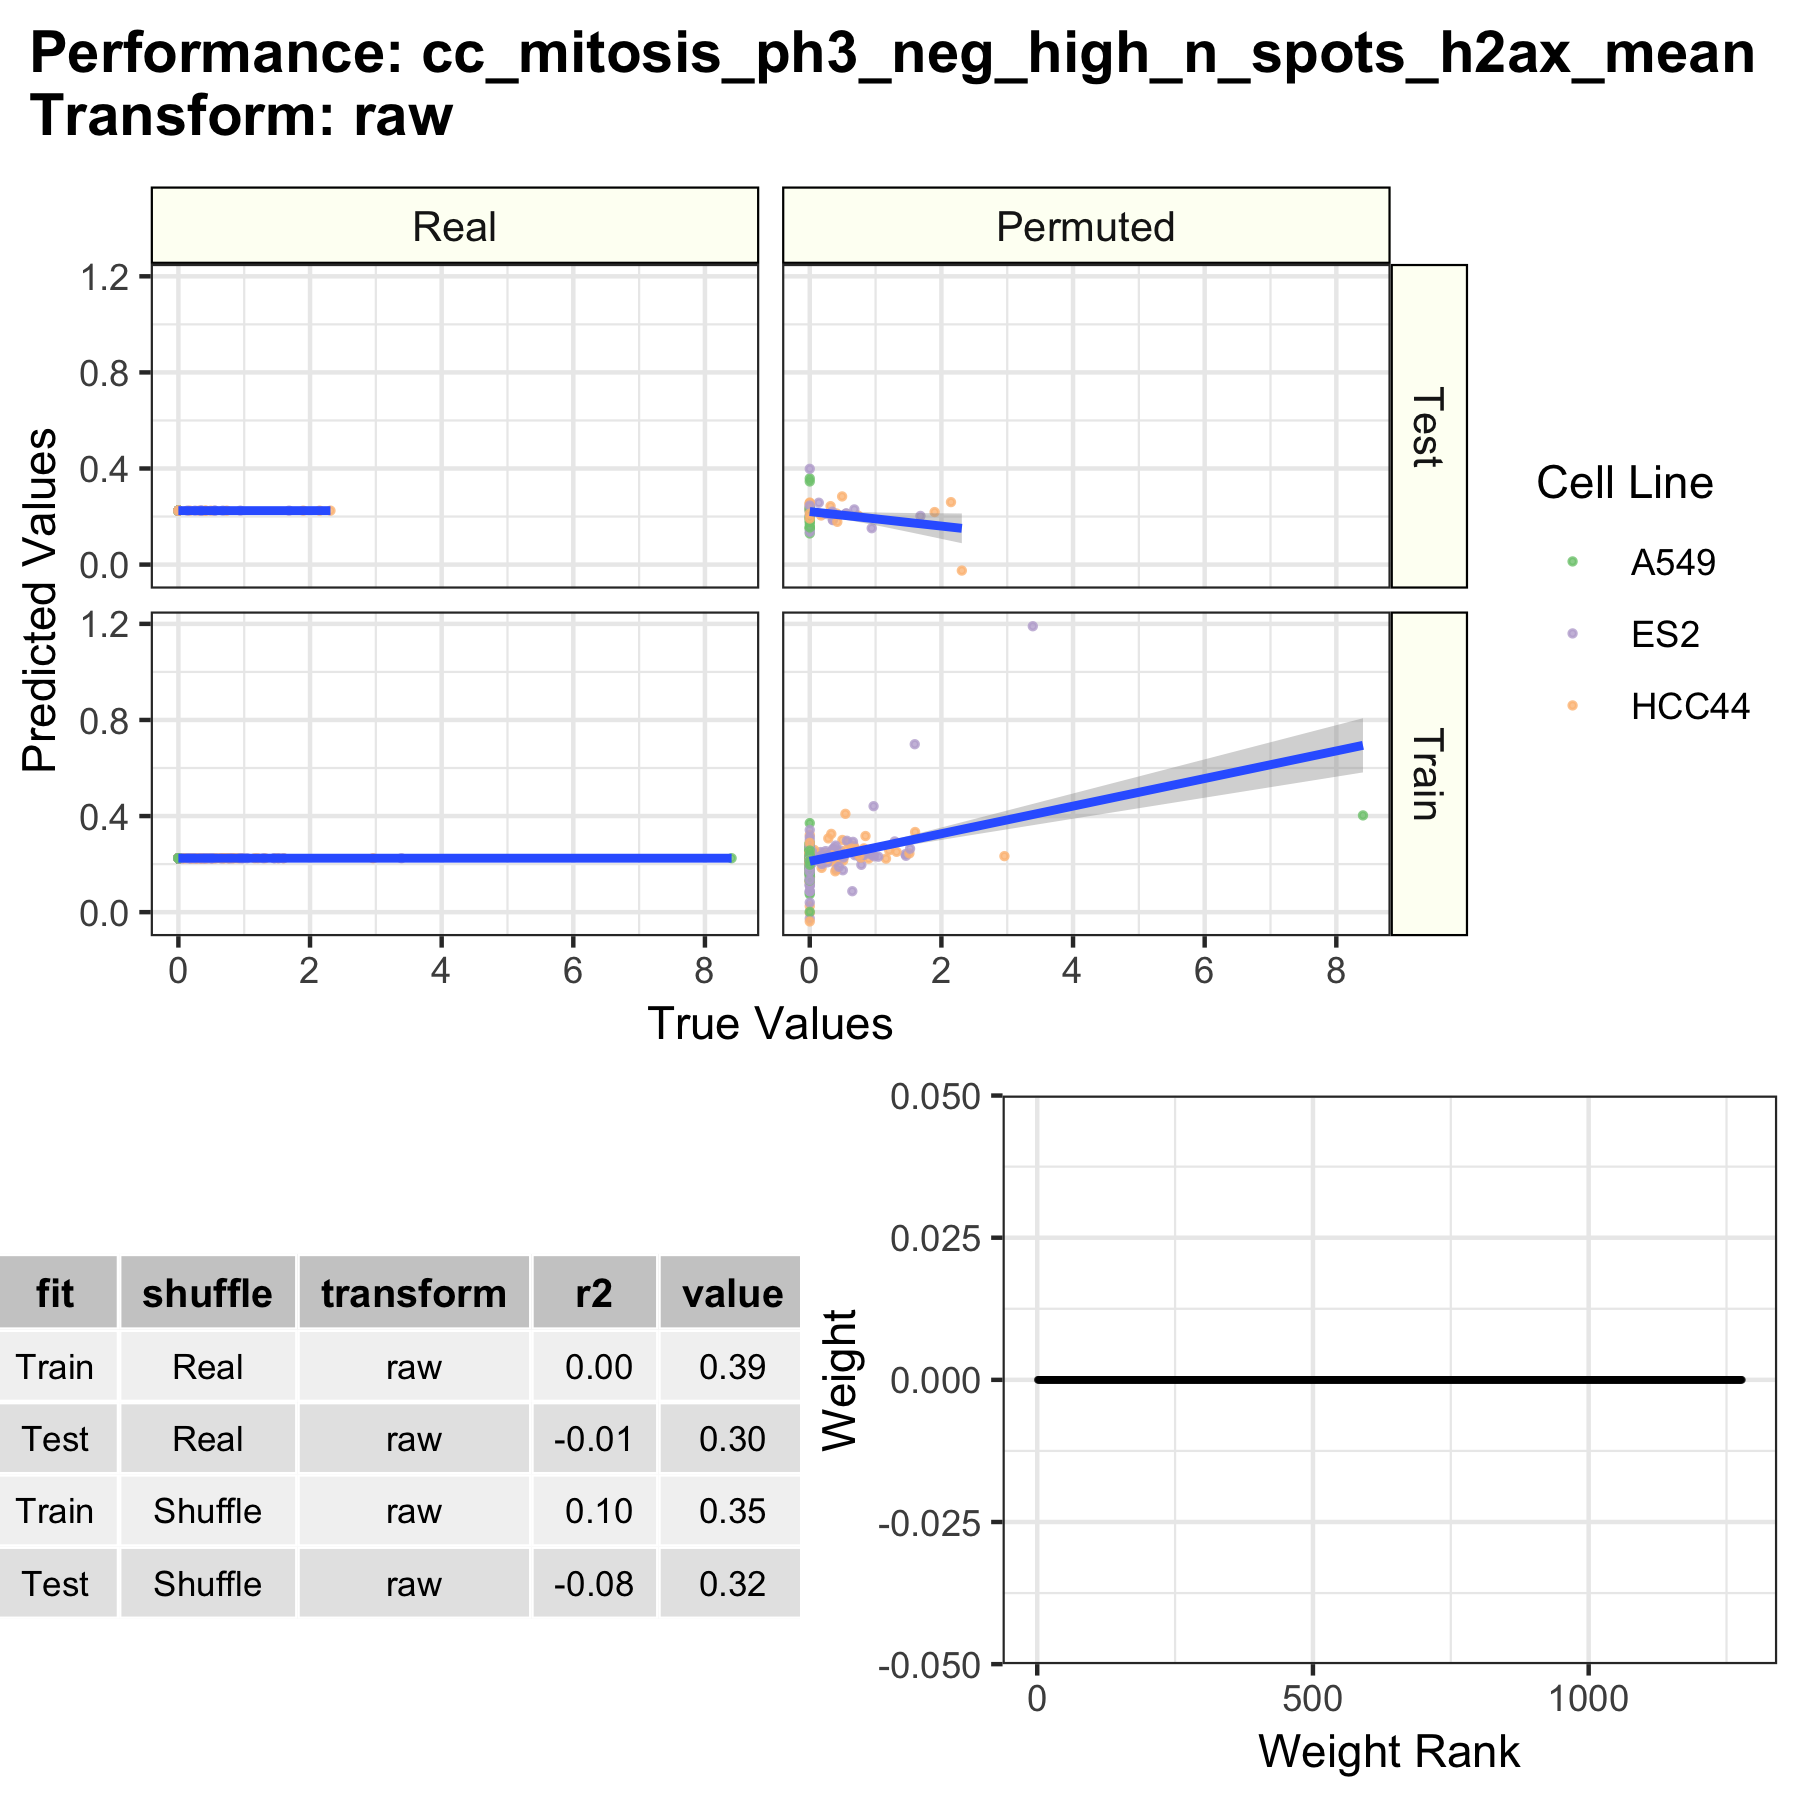 Performance: cc_mitosis_ph3_neg_high_n_spots_h2ax_mean
Transform: raw
Real
Permuted
1.2
0.8
0.4
0.0
Test
1.2
0.8
0.4
0.0
Train
Predicted Values
0 2 4 6 8
0 2 4 6 8
True Values
Cell Line
A549
ES2
HCC44
fit shuffle transform r2 value
Train Real raw 0.00 0.39
Test Real raw -0.01 0.30
Train Shuffle raw 0.10 0.35
Test Shuffle raw -0.08 0.32
0.050
0.025
0.000
-0.025
-0.050
Weight
0 500 1000
Weight Rank